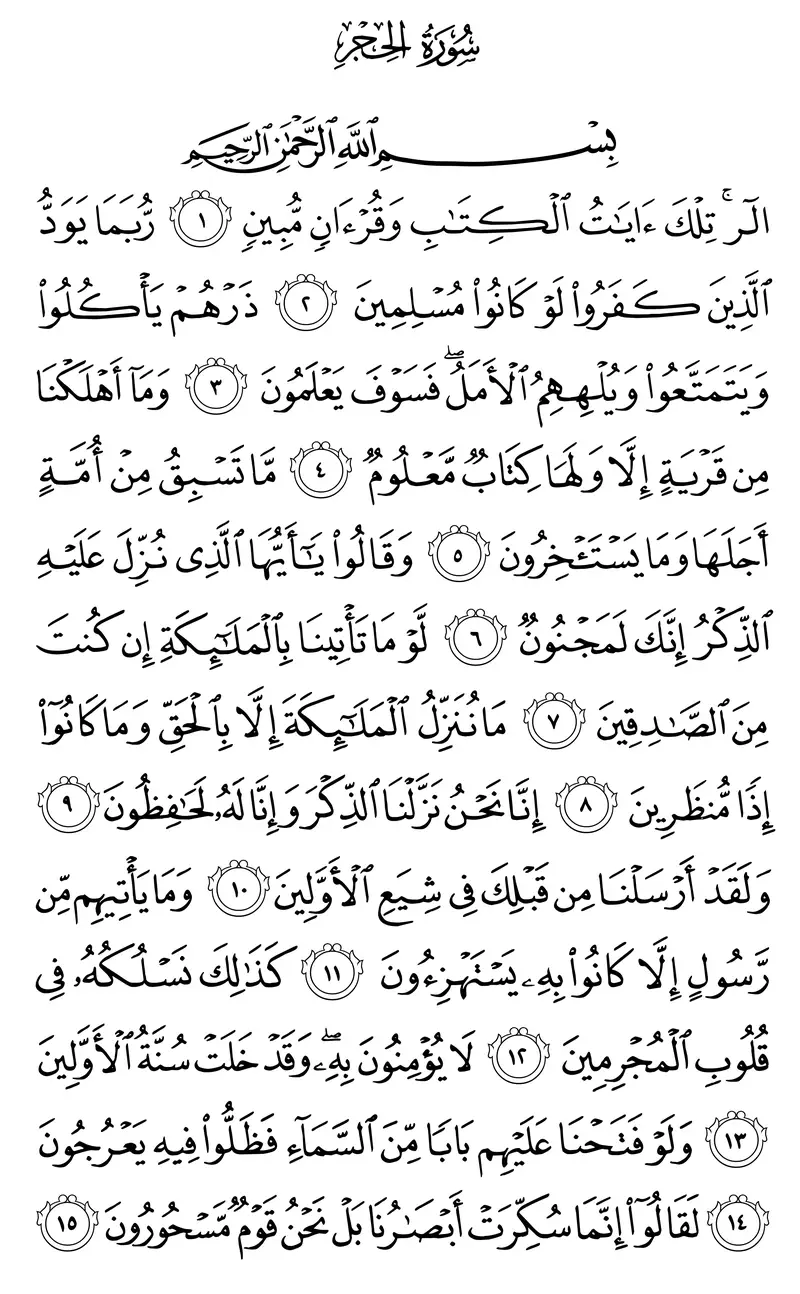 سُورَةُ الحِجْرِ
بِسْمِ ٱللَّهِ ٱلرَّحْمَٰنِ ٱلرَّحِيمِ
الٓر ۚ تِلْكَ ءَايَٰتُ ٱلْكِتَٰبِ وَقُرْءَانٍ مُّبِينٍ ١ رُّبَمَا يَوَدُّ
ٱلَّذِينَ كَفَرُوا۟ لَوْ كَانُوا۟ مُسْلِمِينَ ٢ ذَرْهُمْ يَأْكُلُوا۟
وَيَتَمَتَّعُوا۟ وَيُلْهِهِمُ ٱلْأَمَلُ ۖ فَسَوْفَ يَعْلَمُونَ ٣ وَمَآ أَهْلَكْنَا
مِن قَرْيَةٍ إِلَّا وَلَهَا كِتَابٌ مَّعْلُومٌ ٤ مَّا تَسْبِقُ مِنْ أُمَّةٍ
أَجَلَهَا وَمَا يَسْتَـْٔخِرُونَ ٥ وَقَالُوا۟ يَٰٓأَيُّهَا ٱلَّذِى نُزِّلَ عَلَيْهِ
ٱلذِّكْرُ إِنَّكَ لَمَجْنُونٌ ٦ لَّوْ مَا تَأْتِينَا بِٱلْمَلَٰٓئِكَةِ إِن كُنتَ
مِنَ ٱلصَّٰدِقِينَ ٧ مَا نُنَزِّلُ ٱلْمَلَٰٓئِكَةَ إِلَّا بِٱلْحَقِّ وَمَا كَانُوٓا۟
إِذًا مُّنظَرِينَ ٨ إِنَّا نَحْنُ نَزَّلْنَا ٱلذِّكْرَ وَإِنَّا لَهُۥ لَحَٰفِظُونَ ٩
وَلَقَدْ أَرْسَلْنَا مِن قَبْلِكَ فِى شِيَعِ ٱلْأَوَّلِينَ ١٠ وَمَا يَأْتِيهِم مِّن
رَّسُولٍ إِلَّا كَانُوا۟ بِهِۦ يَسْتَهْزِءُونَ ١١ كَذَٰلِكَ نَسْلُكُهُۥ فِى
قُلُوبِ ٱلْمُجْرِمِينَ ١٢ لَا يُؤْمِنُونَ بِهِۦ ۖ وَقَدْ خَلَتْ سُنَّةُ ٱلْأَوَّلِينَ
١٣ وَلَوْ فَتَحْنَا عَلَيْهِم بَابًا مِّنَ ٱلسَّمَآءِ فَظَلُّوا۟ فِيهِ يَعْرُجُونَ
١٤ لَقَالُوٓا۟ إِنَّمَا سُكِّرَتْ أَبْصَٰرُنَا بَلْ نَحْنُ قَوْمٌ مَّسْحُورُونَ ١٥